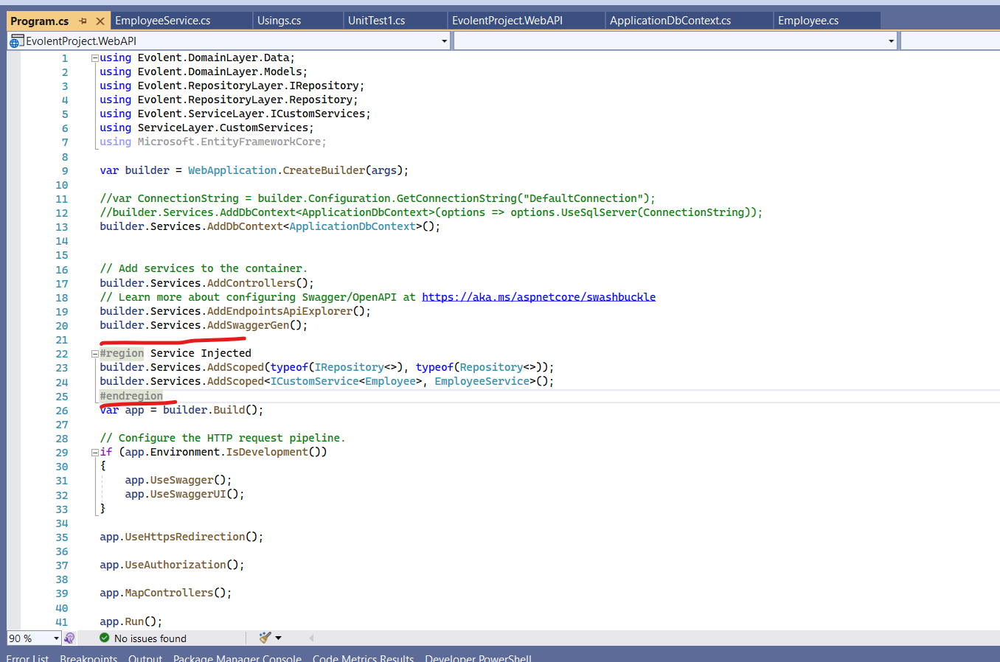 Program.cs
EmployeeService.cs
Usings.cs
UnitTest1.cs
EvolentProject.WebAPI
ApplicationDbContext.cs
Employee.cs
EvolentProject.WebAPI
1 using Evolent.DomainLayer.Data;
2 using Evolent.DomainLayer.Models;
3 using Evolent.RepositoryLayer.IRepository;
4 using Evolent.RepositoryLayer.Repository;
5 using Evolent.ServiceLayer.ICustomServices;
6 using ServiceLayer.CustomServices;
7 using Microsoft.EntityFrameworkCore;
8
9 var builder = WebApplication.CreateBuilder(args);
10
11 //var ConnectionString = builder.Configuration.GetConnectionString("DefaultConnection");
12 //builder.Services.AddDbContext<ApplicationDbContext>(options => options.UseSqlServer(ConnectionString));
13 builder.Services.AddDbContext<ApplicationDbContext>();
14
15
16 // Add services to the container.
17 builder.Services.AddControllers();
18 // Learn more about configuring Swagger/OpenAPI at https://aka.ms/aspnetcore/swashbuckle
19 builder.Services.AddEndpointsApiExplorer();
20 builder.Services.AddSwaggerGen();
21
22 #region Service Injected
23 builder.Services.AddScoped(typeof(IRepository<>), typeof(Repository<>));
24 builder.Services.AddScoped<ICustomService<Employee>, EmployeeService>();
25 #endregion
26 var app = builder.Build();
27
28 // Configure the HTTP request pipeline.
29 if (app.Environment.IsDevelopment())
30 {
31 app.UseSwagger();
32 app.UseSwaggerUI();
33 }
34
35 app.UseHttpsRedirection();
36
37 app.UseAuthorization();
38
39 app.MapControllers();
40
41 app.Run();
90 %
No issues found
Error List Breakpoints Output Package Manager Console Code Metrics Results Developer PowerShell